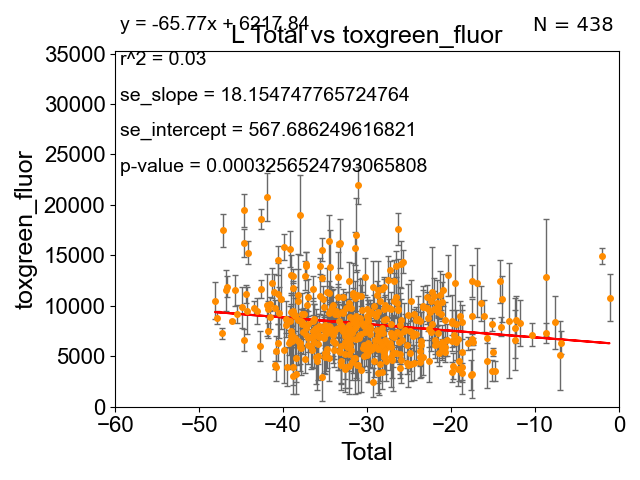 y = -65.77x + 6217.84
N = 438
L Total vs toxgreen_fluor
r^2 = 0.03
se_slope = 18.154747765724764
se_intercept = 567.686249616821
p-value = 0.0003256524793065808
toxgreen_fluor
35000
30000
25000
20000
15000
10000
5000
0
−60
−50
−40
−30
−20
−10
0
Total